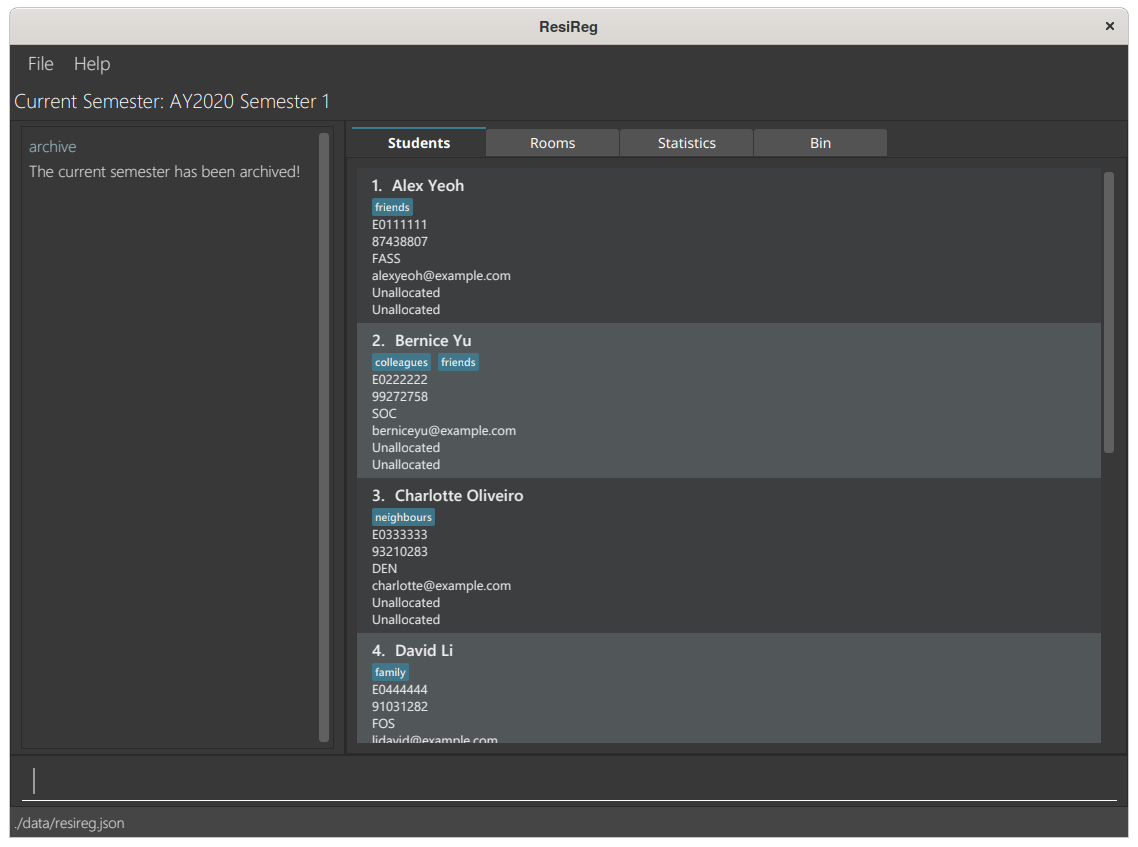 ResiReg
File Help
Current Semester: AY2020 Semester 1
archive
The current semester has been archived!
Students Rooms Statistics Bin
1. Alex Yeoh
friends
E0111111
87438807
FASS
alexyeoh@example.com
Unallocated
Unallocated
2. Bernice Yu
colleagues friends
E0222222
99272758
SOC
berniceyu@example.com
Unallocated
Unallocated
3. Charlotte Oliveiro
neighbours
E0333333
93210283
DEN
charlotte@example.com
Unallocated
Unallocated
4. David Li
family
E0444444
91031282
FOS
lidavid@example.com
./data/resireg.json